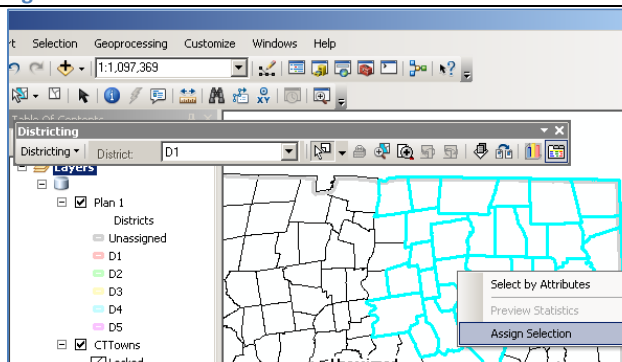 Selection Geoprocessing Customize Windows Help
1:1,097,369
Districting
Districting District: D1
Layers
Plan 1
Districts
Unassigned
D1
D2
D3
D4
D5
CTTowns
Locked
Select by Attributes
Preview Statistics
Assign Selection